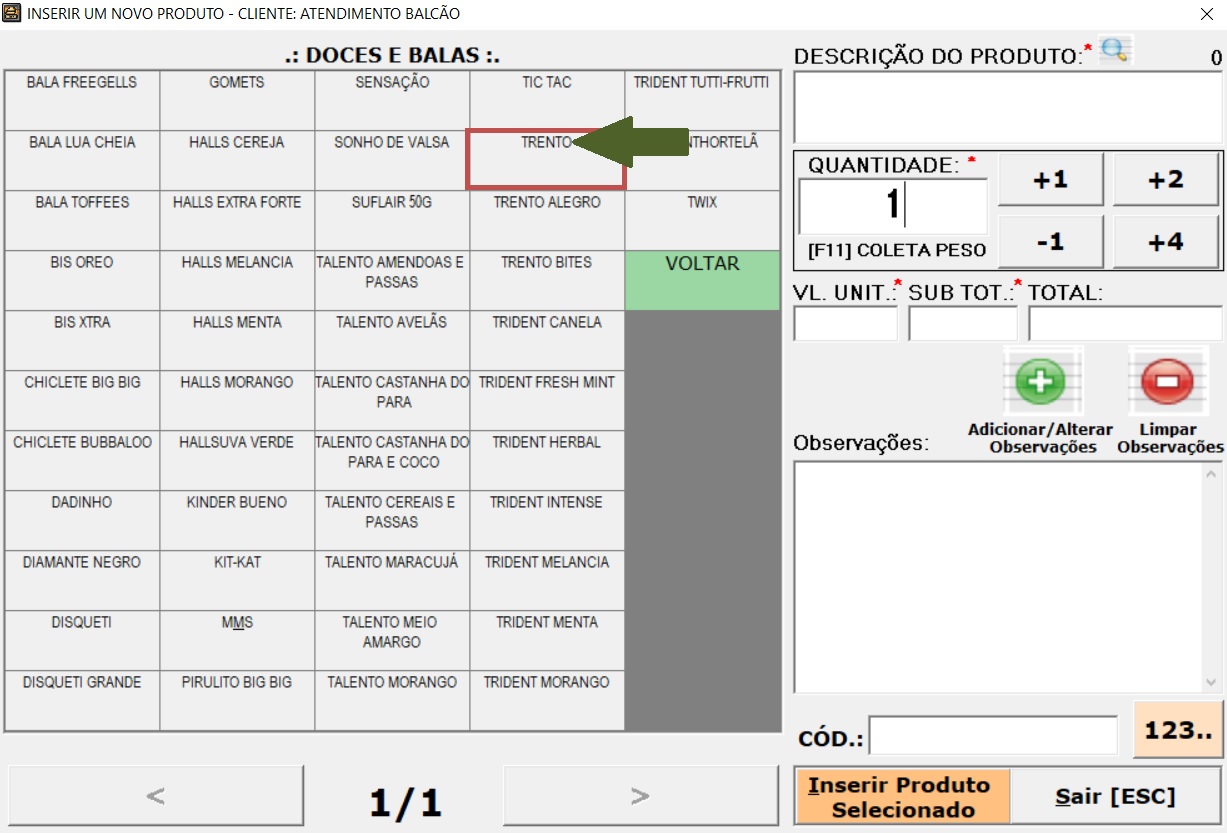 INSERIR UM NOVO PRODUTO - CLIENTE: ATENDIMENTO BALCÃO
.: DOCES E BALAS :.
BALA FREEGELLS
GOMETS
SENSAÇÃO
TIC TAC
TRIDENT TUTTI-FRUTTI
BALA LUA CHEIA
HALLS CEREJA
SONHO DE VALSA
TRENTO
NTHORTELÃ
BALA TOFFEES
HALLS EXTRA FORTE
SUFLAIR 50G
TRENTO ALEGRO
TWIX
BIS OREO
HALLS MELANCIA
TALENTO AMENDOAS E
PASSAS
TRENTO BITES
VOLTAR
BIS XTRA
HALLS MENTA
TALENTO AVELÃS
TRIDENT CANELA
CHICLETE BIG BIG
HALLS MORANGO
TALENTO CASTANHA DO
PARA
TRIDENT FRESH MINT
CHICLETE BUBBALOO
HALLSUVA VERDE
TALENTO CASTANHA DO
PARA E COCO
TRIDENT HERBAL
DADINHO
KINDER BUENO
TALENTO CEREAIS E
PASSAS
TRIDENT INTENSE
DIAMANTE NEGRO
KIT-KAT
TALENTO MARACUJÁ
TRIDENT MELANCIA
DISQUETI
MMS
TALENTO MEIO
AMARGO
TRIDENT MENTA
DISQUETI GRANDE
PIRULITO BIG BIG
TALENTO MORANGO
TRIDENT MORANGO
<
1/1
>
DESCRIÇÃO DO PRODUTO:*
0
QUANTIDADE: *
1
[F11] COLETA PESO
+1
+2
-1
+4
VL. UNIT.:* SUB TOT.:* TOTAL:
Observações:
Adicionar/Alterar
Observações
Limpar
Observações
CÓD.:
123..
Inserir Produto
Selecionado
Sair [ESC]